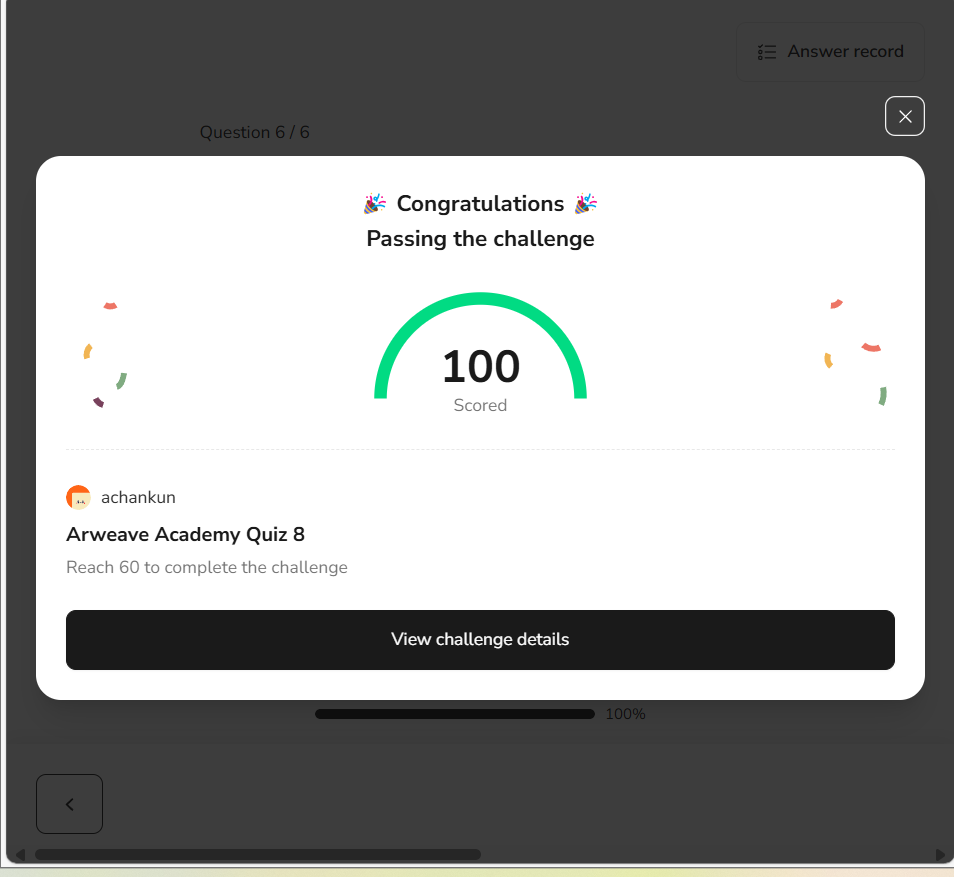 Answer record
Question 6 / 6
Congratulations
Passing the challenge
100
Scored
achankun
Arweave Academy Quiz 8
Reach 60 to complete the challenge
View challenge details
100%